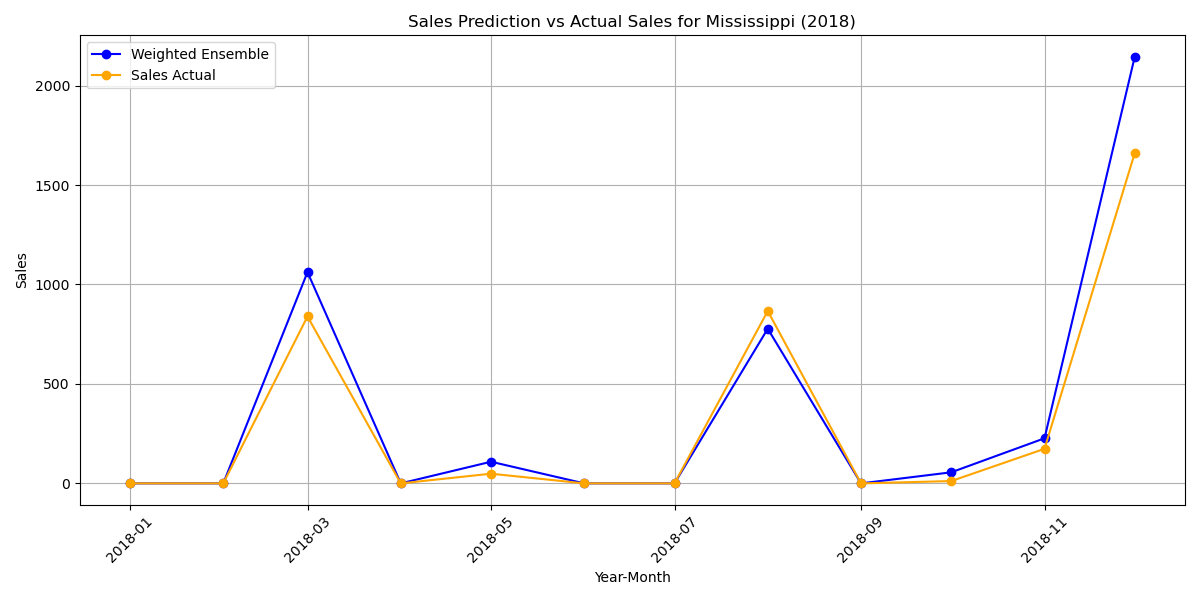 Sales Prediction vs Actual Sales for Mississippi (2018)
Weighted Ensemble
Sales Actual
2000
1500
1000
500
0
Sales
2018-01
2018-03
2018-05
2018-07
2018-09
2018-11
Year-Month